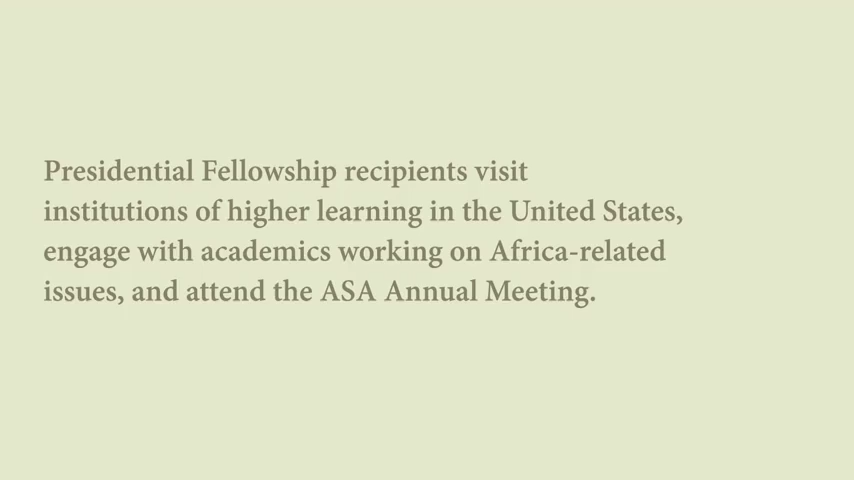 Presidential Fellowship recipients visit
institutions of higher learning in the United States,
engage with academics working on Africa-related
issues, and attend the ASA Annual Meeting.